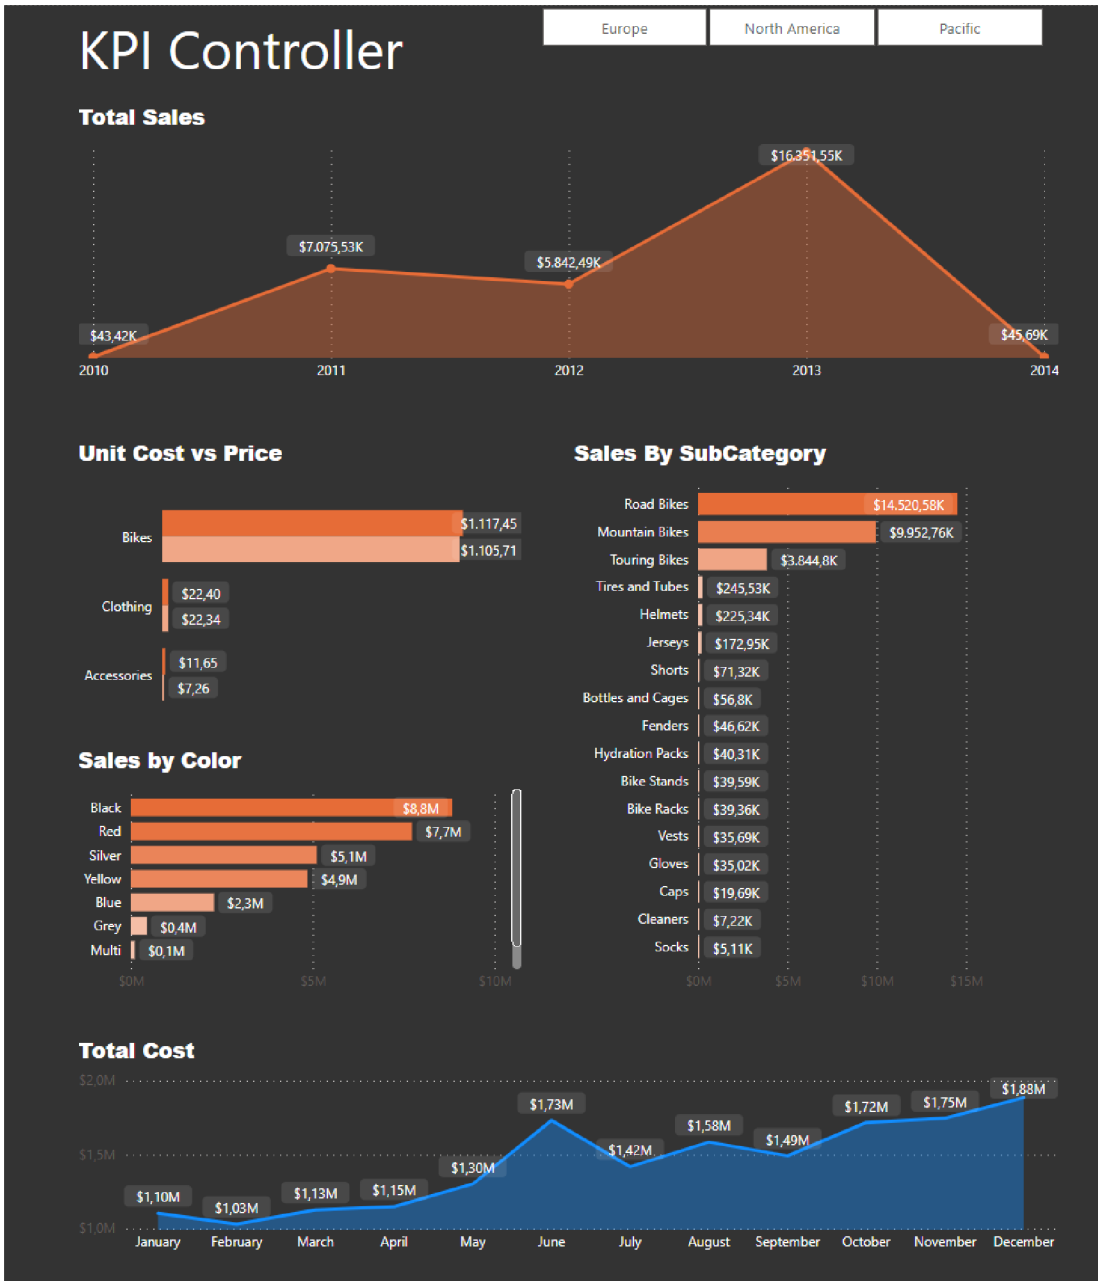 KPI Controller
Europe
North America
Pacific
Total Sales
$43,42K
$7.075,53K
$5.842,49K
$16.351,55K
$45,69K
2010
2011
2012
2013
2014
Unit Cost vs Price
Bikes
$1.117,45
$1.105,71
Clothing
$22,40
$22,34
Accessories
$11,65
$7,26
Sales By SubCategory
Road Bikes $14.520,58K
Mountain Bikes $9.952,76K
Touring Bikes $3.844,8K
Tires and Tubes $245,53K
Helmets $225,34K
Jerseys $172,95K
Shorts $71,32K
Bottles and Cages $56,8K
Fenders $46,62K
Hydration Packs $40,31K
Bike Stands $39,59K
Bike Racks $39,36K
Vests $35,69K
Gloves $35,02K
Caps $19,69K
Cleaners $7,22K
Socks $5,11K
$0M $5M $10M $15M
Sales by Color
Black $8,8M
Red $7,7M
Silver $5,1M
Yellow $4,9M
Blue $2,3M
Grey $0,4M
Multi $0,1M
$0M $5M $10M
Total Cost
$2,0M
$1,5M
$1,0M
$1,10M
$1,03M
$1,13M
$1,15M
$1,30M
$1,73M
$1,42M
$1,58M
$1,49M
$1,72M
$1,75M
$1,88M
January February March April May June July August September October November December